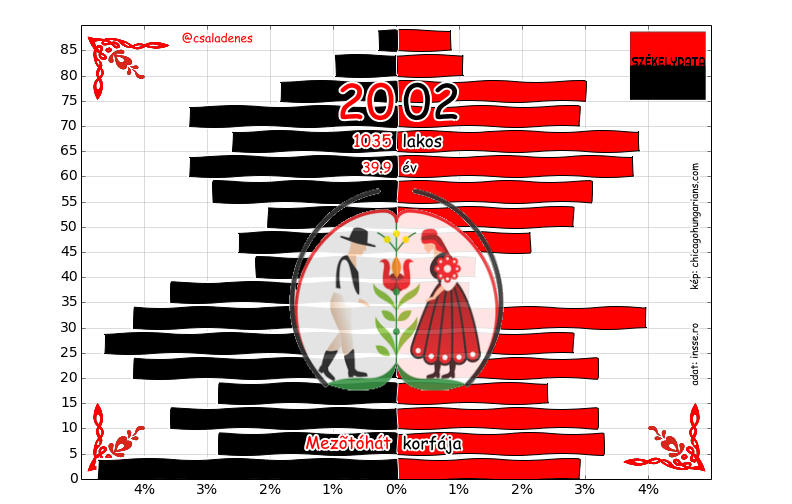 @csaladenes
SZÉKELYDATA
2002
1035 lakos
39.9 év
kép: chicagohungarians.com
adat: insse.ro
Mezőtóhát korfája
85
80
75
70
65
60
55
50
45
40
35
30
25
20
15
10
5
0
4% 3% 2% 1% 0% 1% 2% 3% 4%